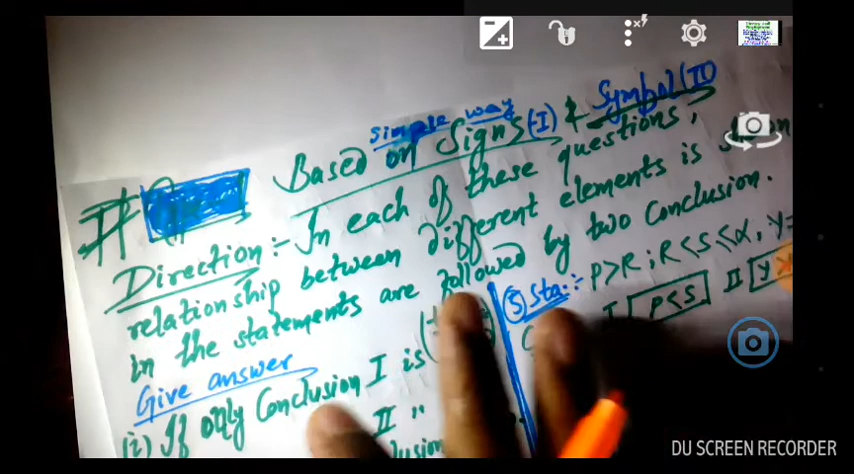 simple way
Based on Signs (I) & Symbol (II)
Direction :- In each of these questions,
relationship between different elements is
in the statements are followed by two conclusion.
Give answer
(i) If only Conclusion I is
II "
(5) Sta :- P>R ; R<S≤α, Y=
I P<S II Y
DU SCREEN RECORDER